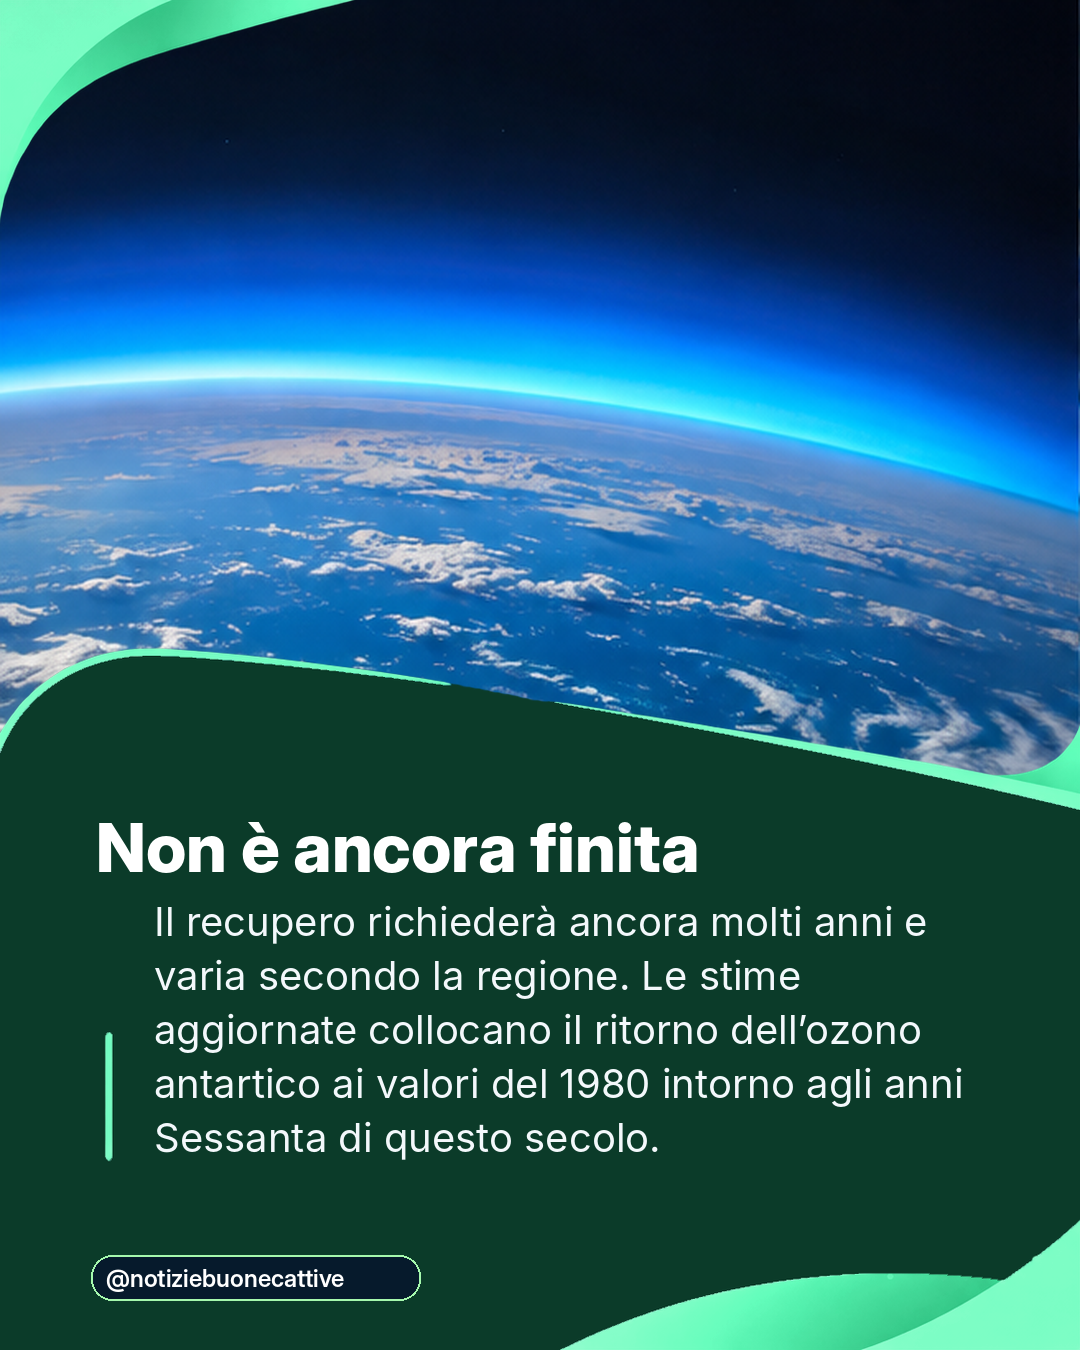 Non è ancora finita
Il recupero richiederà ancora molti anni e
varia secondo la regione. Le stime
aggiornate collocano il ritorno dell’ozono
antartico ai valori del 1980 intorno agli anni
Sessanta di questo secolo.
@notiziebuonecattive